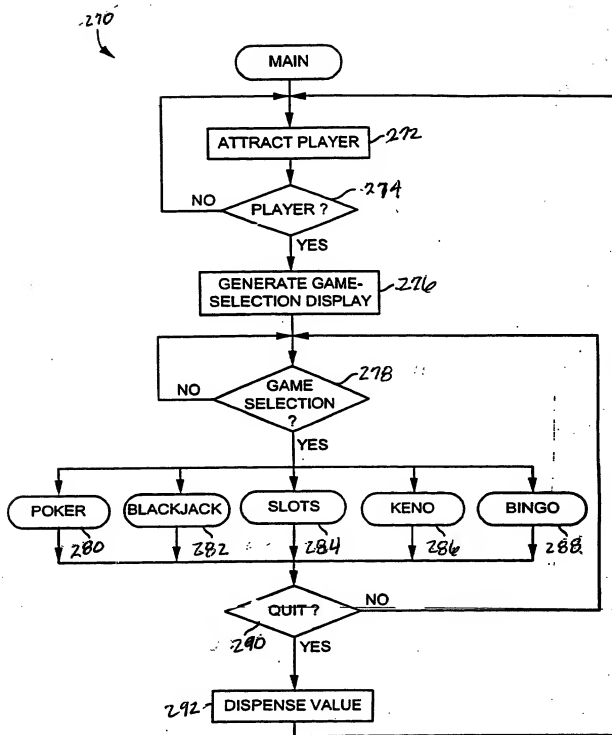 270
MAIN
ATTRACT PLAYER
272
PLAYER ?
274
NO
YES
GENERATE GAME-
SELECTION DISPLAY
276
GAME
SELECTION
?
278
NO
YES
POKER
BLACKJACK
SLOTS
KENO
BINGO
280
282
284
286
288
QUIT ?
NO
290
YES
292
DISPENSE VALUE